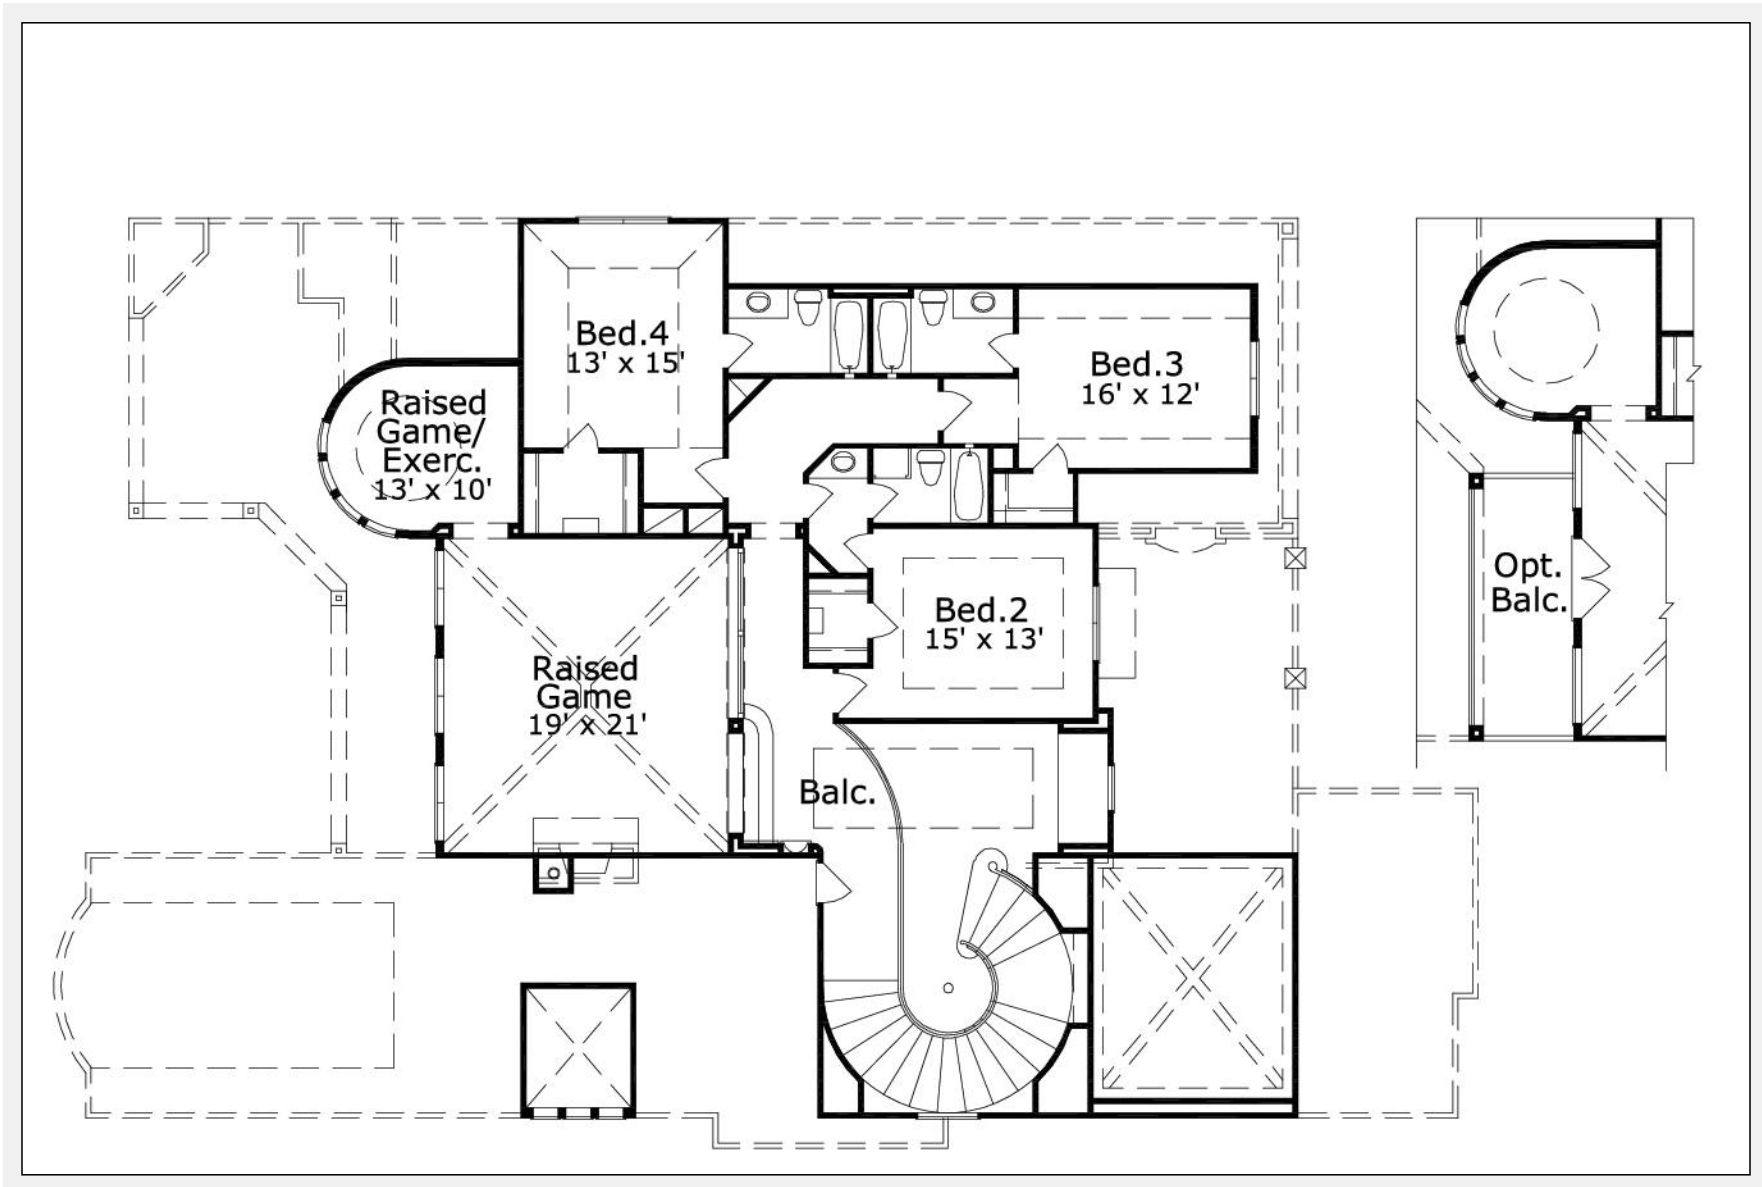 Bed.4
13' x 15'
Bed.3
16' x 12'
Raised
Game/
Exerc.
13' x 10'
Bed.2
15' x 13'
Raised
Game
19' x 21'
Balc.
Opt.
Balc.